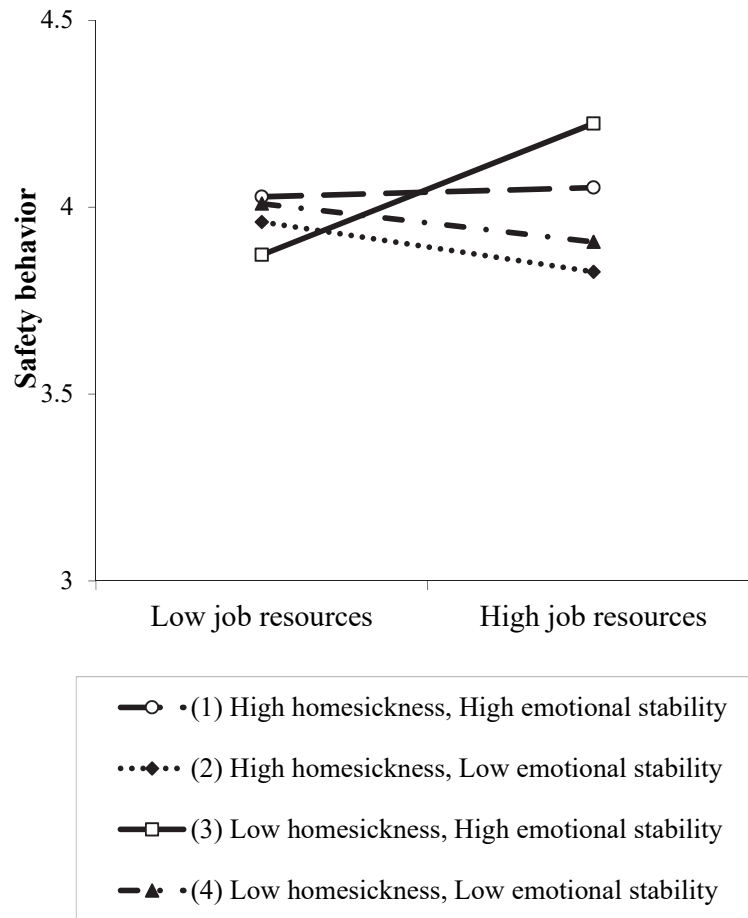 4.5
4
3.5
3
Safety behavior
Low job resources
High job resources
(1) High homesickness, High emotional stability
(2) High homesickness, Low emotional stability
(3) Low homesickness, High emotional stability
(4) Low homesickness, Low emotional stability